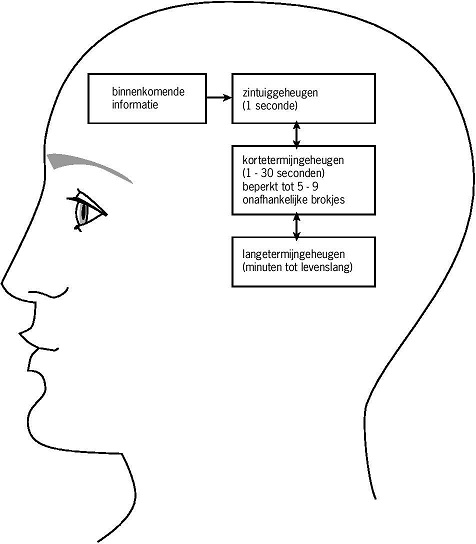 binnenkomende
informatie
zintuiggeheugen
(1 seconde)
kortetermijngeheugen
(1 - 30 seconden)
beperkt tot 5 - 9
onafhankelijke brokjes
langetermijngeheugen
(minuten tot levenslang)